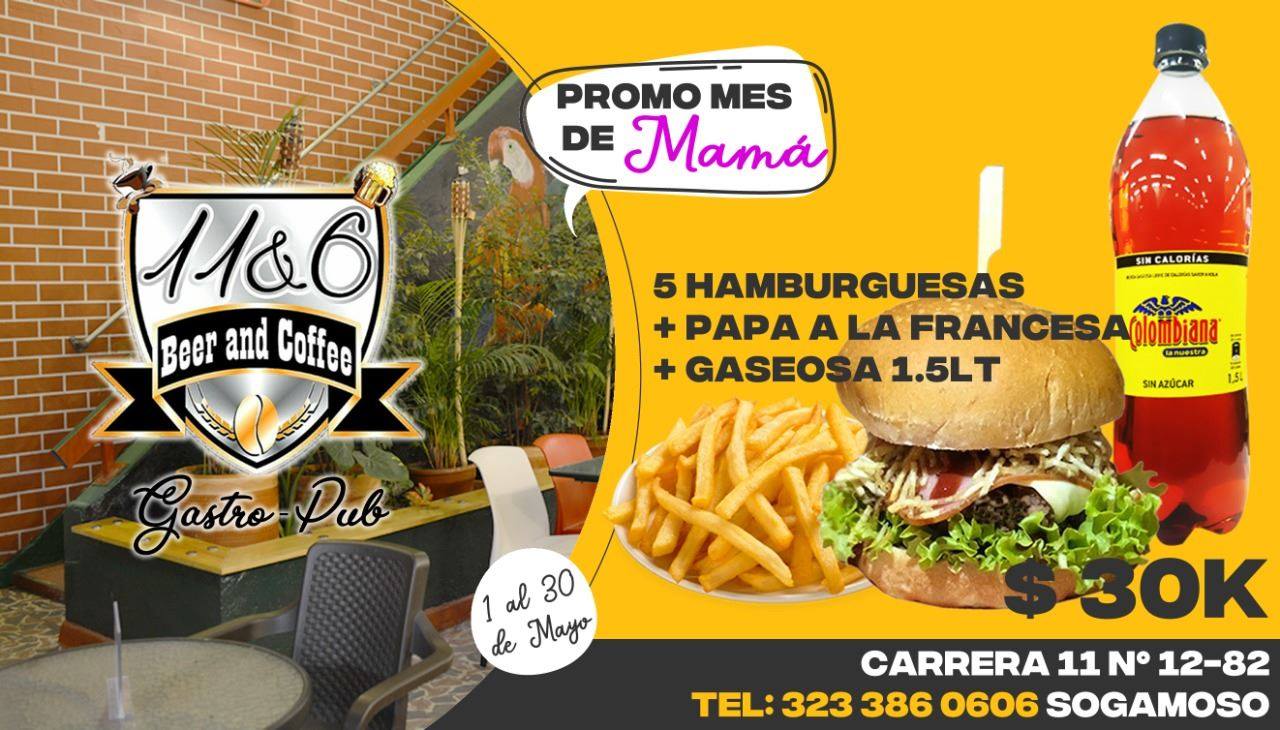 PROMO MES
DE Mamá
11&6
Beer and Coffee
Gastro-Pub
5 HAMBURGUESAS
+ PAPA A LA FRANCESA
+ GASEOSA 1.5LT
SIN CALORÍAS
Colombiana
la nuestra
SIN AZÚCAR
1,5 L
$ 30K
1 al 30
de Mayo
CARRERA 11 Nº 12-82
TEL: 323 386 0606 SOGAMOSO